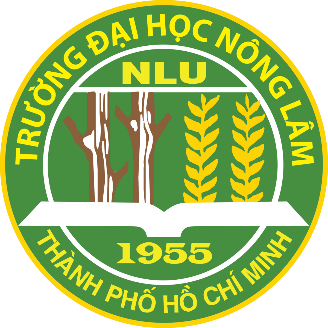 TRƯỜNG ĐẠI HỌC NÔNG LÂM
NLU
1955
THÀNH PHỐ HỒ CHÍ MINH